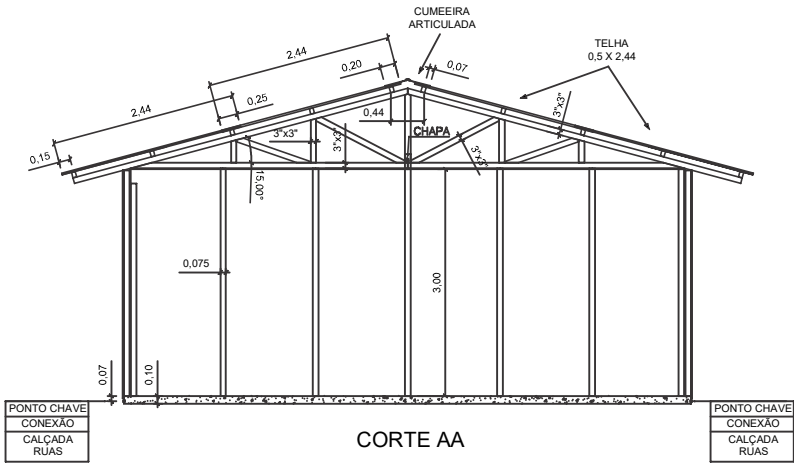 CUMEEIRA
ARTICULADA
TELHA
0,5 X 2,44
2,44
0,20
0,07
2,44
0,25
0,44
CHAPA
3"x3"
3"x3"
3"x3"
3"x3"
0,15
15,00°
0,075
3,00
0,07
0,10
PONTO CHAVE
CONEXÃO
CALÇADA
RUAS
CORTE AA
PONTO CHAVE
CONEXÃO
CALÇADA
RUAS